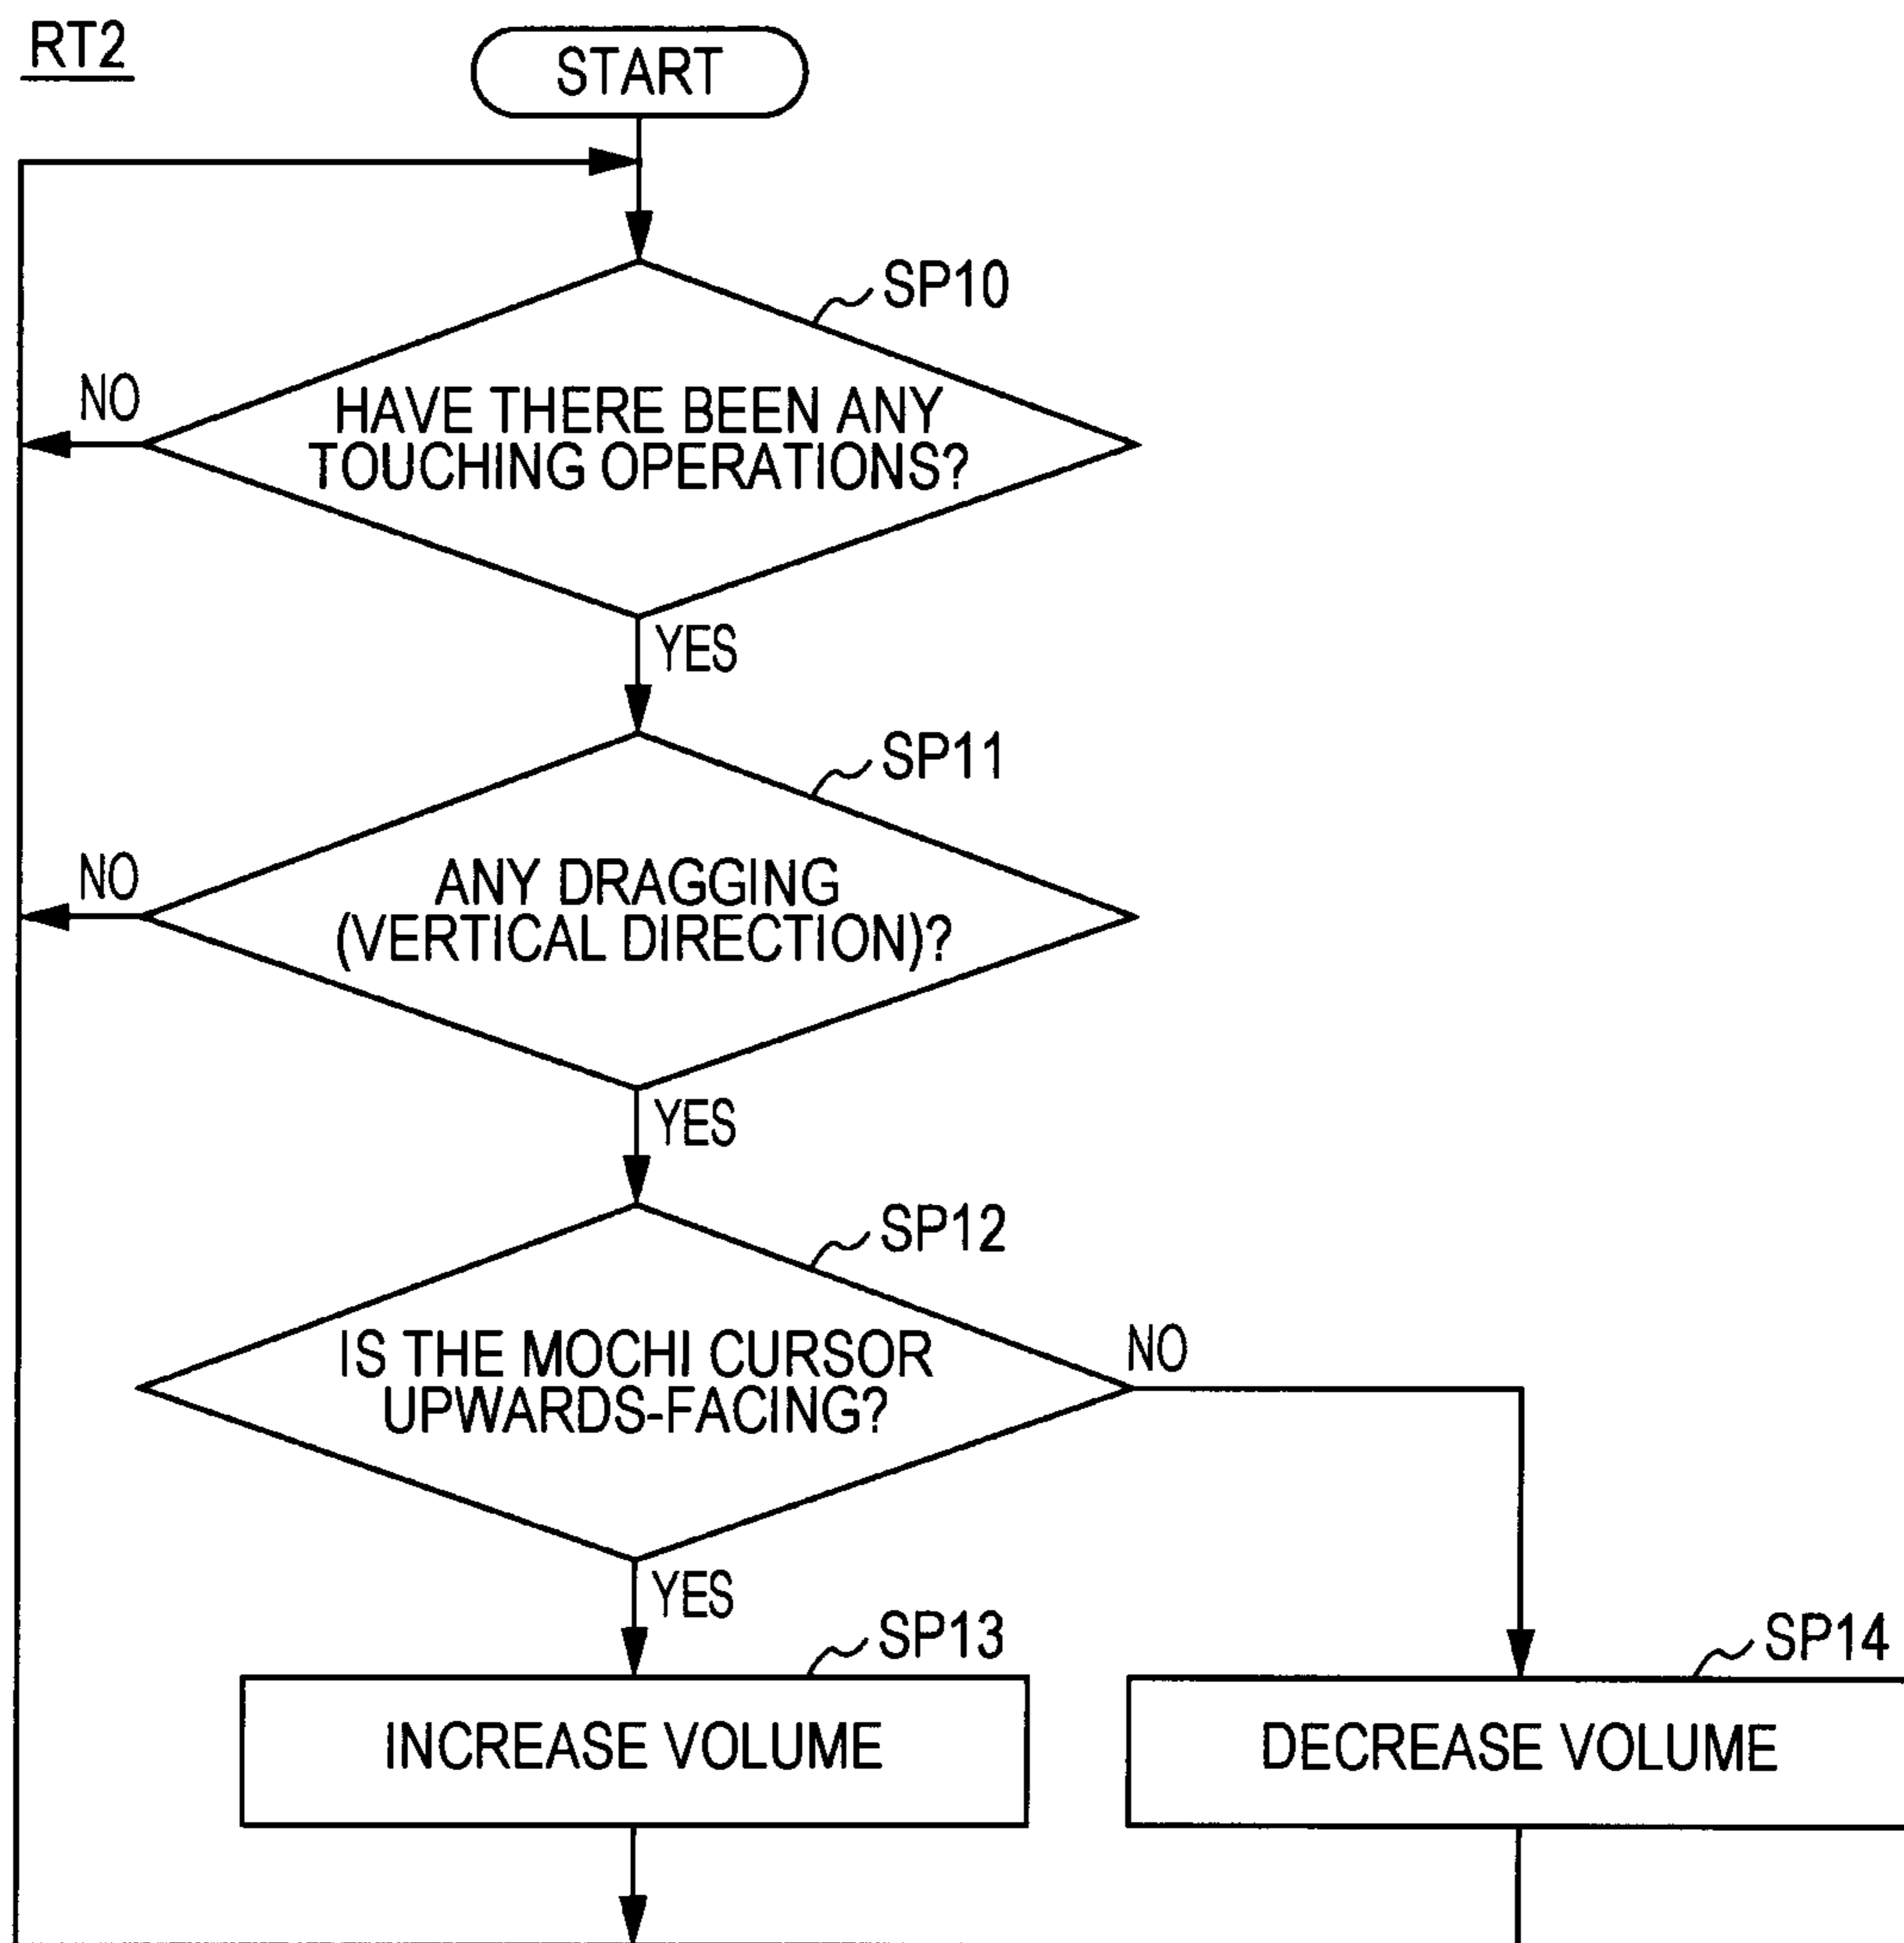 RT2
START
SP10
NO
HAVE THERE BEEN ANY
TOUCHING OPERATIONS?
YES
SP11
NO
ANY DRAGGING
(VERTICAL DIRECTION)?
YES
SP12
IS THE MOCHI CURSOR
UPWARDS-FACING?
NO
YES
SP13
SP14
INCREASE VOLUME
DECREASE VOLUME